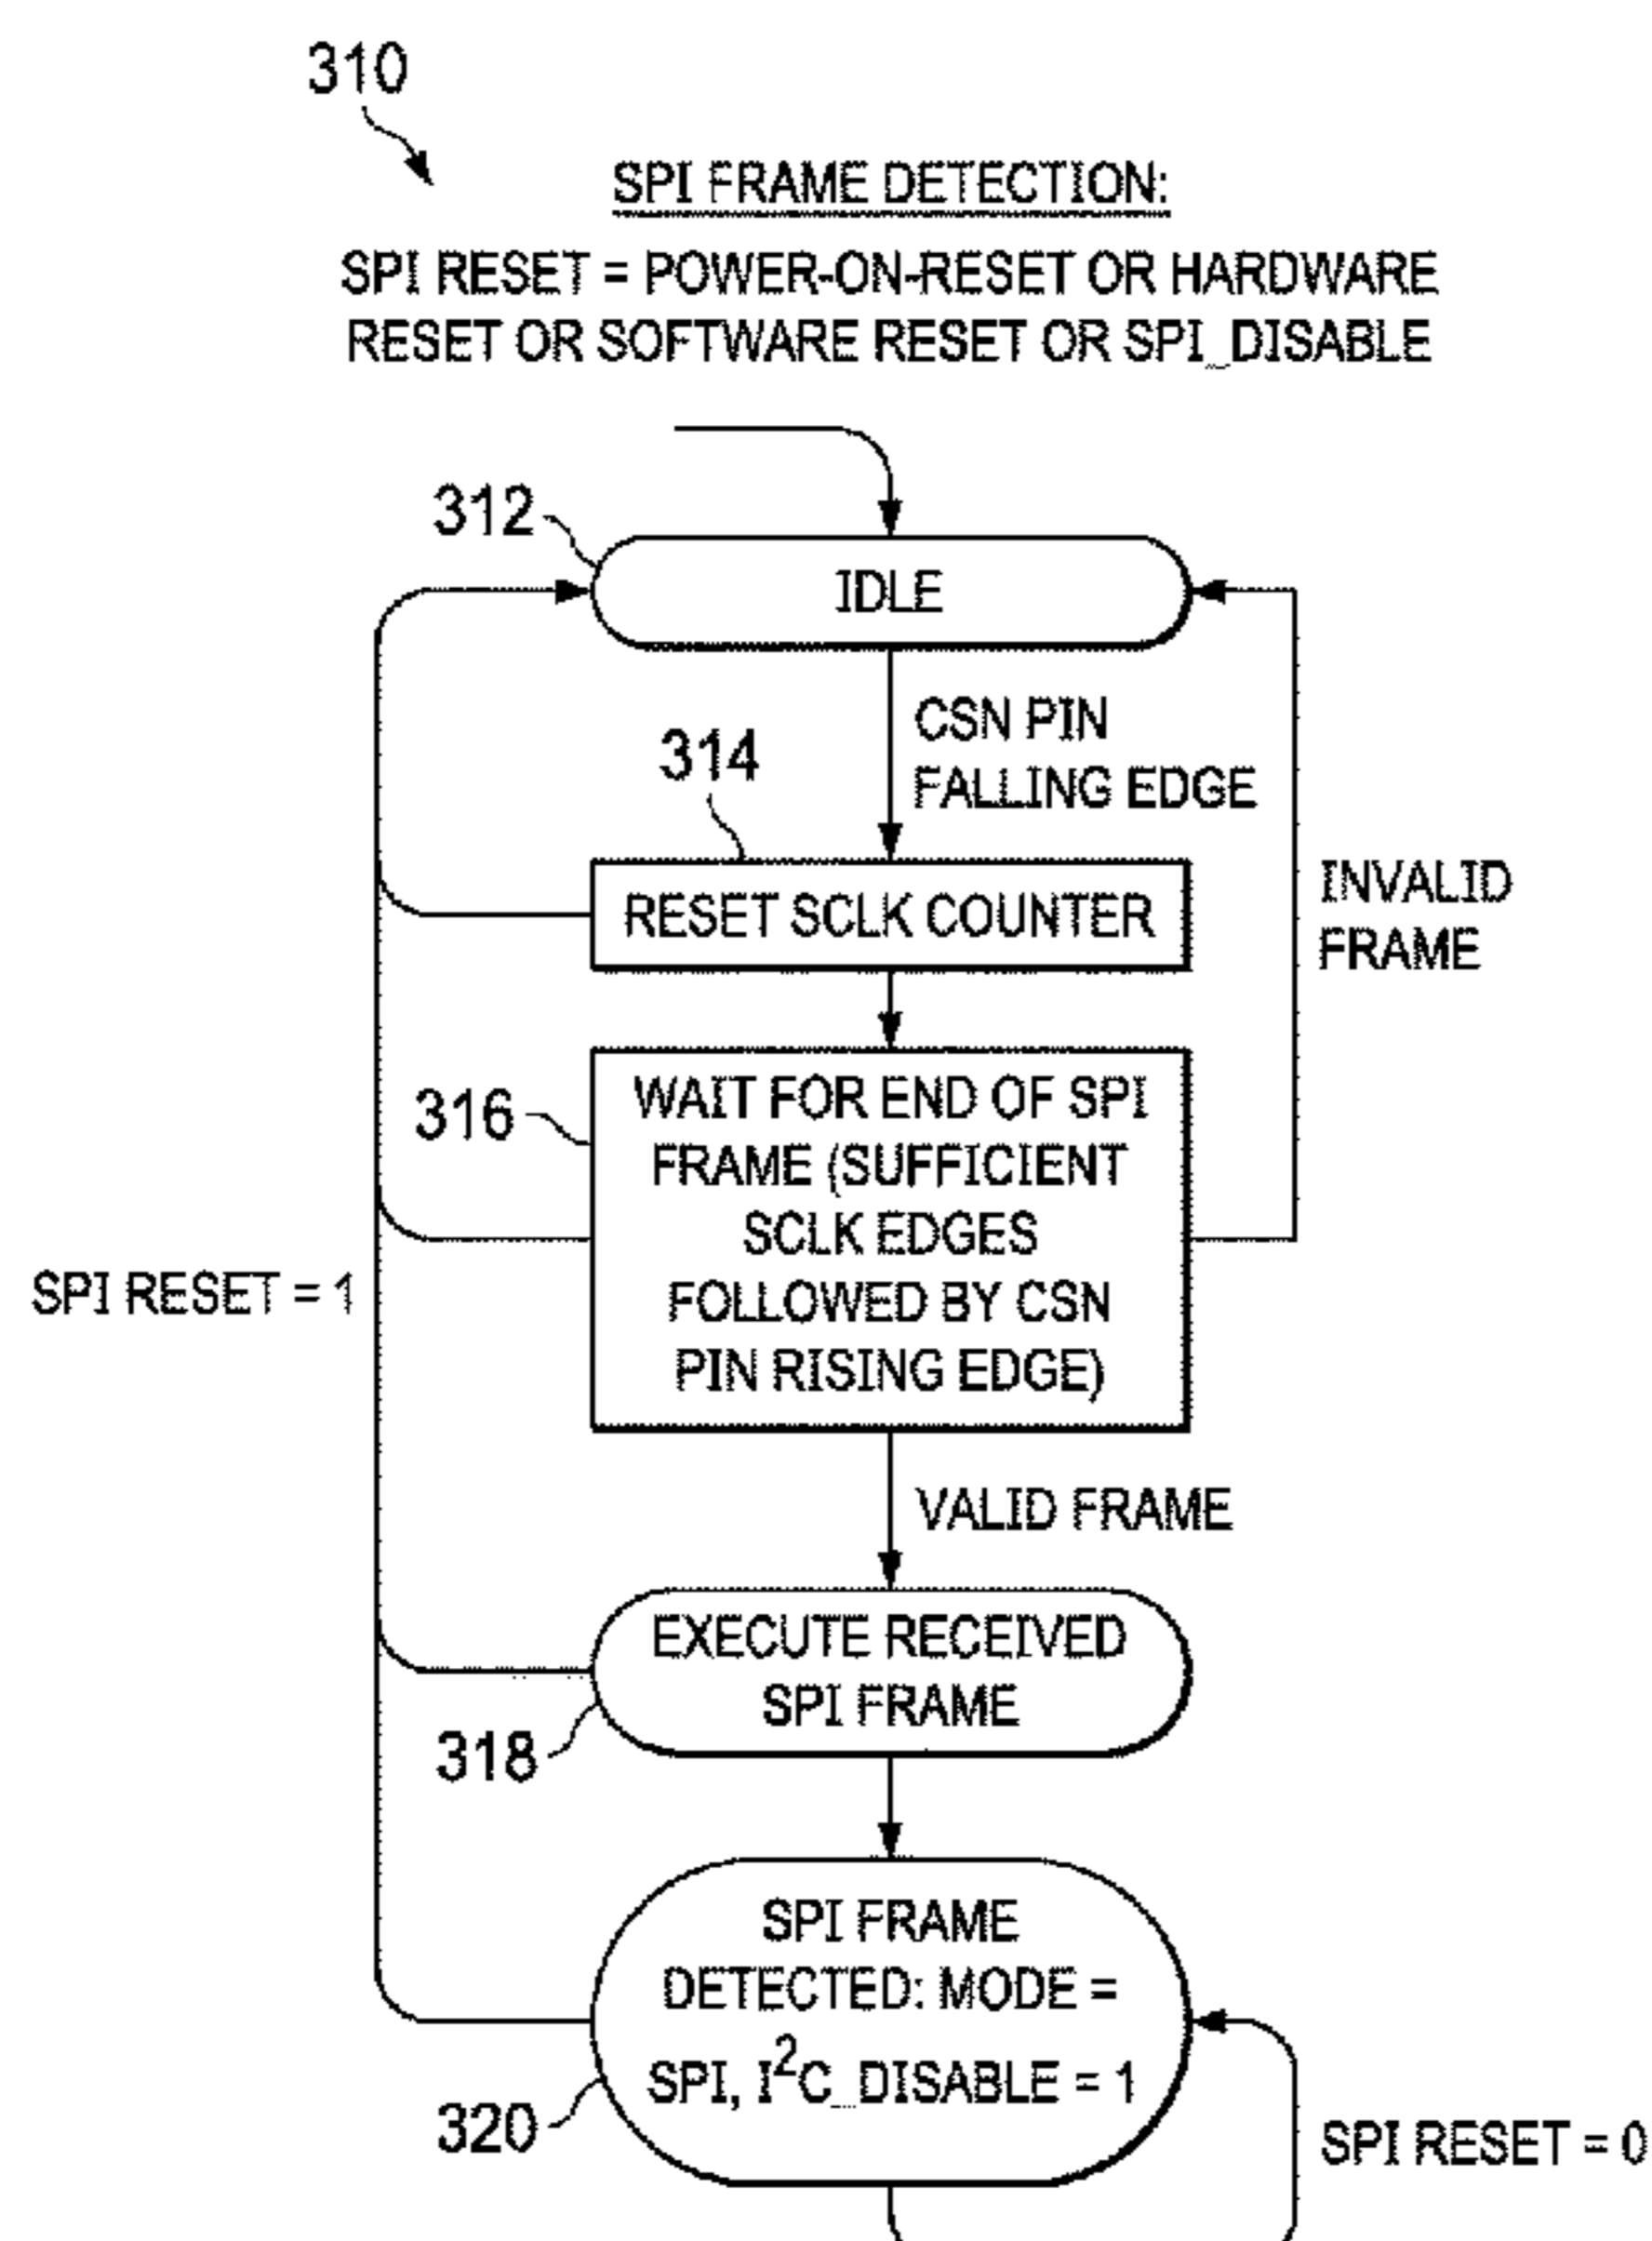 310
SPI FRAME DETECTION:
SPI RESET = POWER-ON-RESET OR HARDWARE
RESET OR SOFTWARE RESET OR SPI_DISABLE
312
IDLE
CSN PIN
FALLING EDGE
314
RESET SCLK COUNTER
INVALID
FRAME
316
WAIT FOR END OF SPI
FRAME (SUFFICIENT
SCLK EDGES
FOLLOWED BY CSN
PIN RISING EDGE)
SPI RESET = 1
VALID FRAME
EXECUTE RECEIVED
SPI FRAME
318
SPI FRAME
DETECTED: MODE =
SPI, I²C_DISABLE = 1
320
SPI RESET = 0